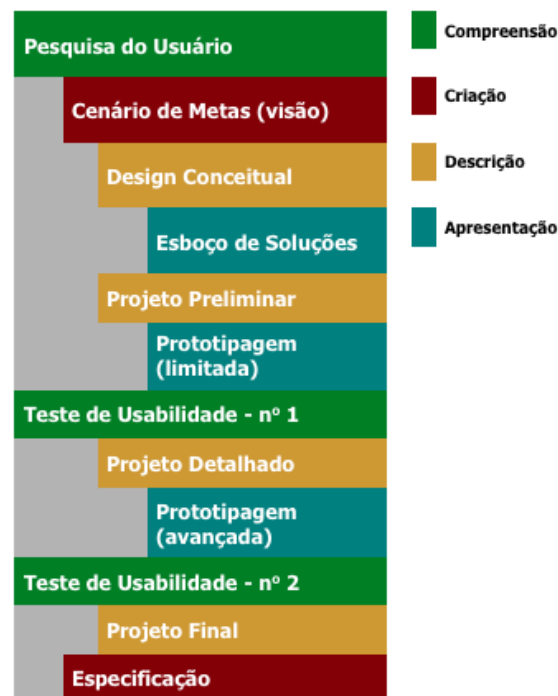 Pesquisa do Usuário
Cenário de Metas (visão)
Design Conceitual
Esboço de Soluções
Projeto Preliminar
Prototipagem
(limitada)
Teste de Usabilidade - nº 1
Projeto Detalhado
Prototipagem
(avançada)
Teste de Usabilidade - nº 2
Projeto Final
Especificação
Compreensão
Criação
Descrição
Apresentação